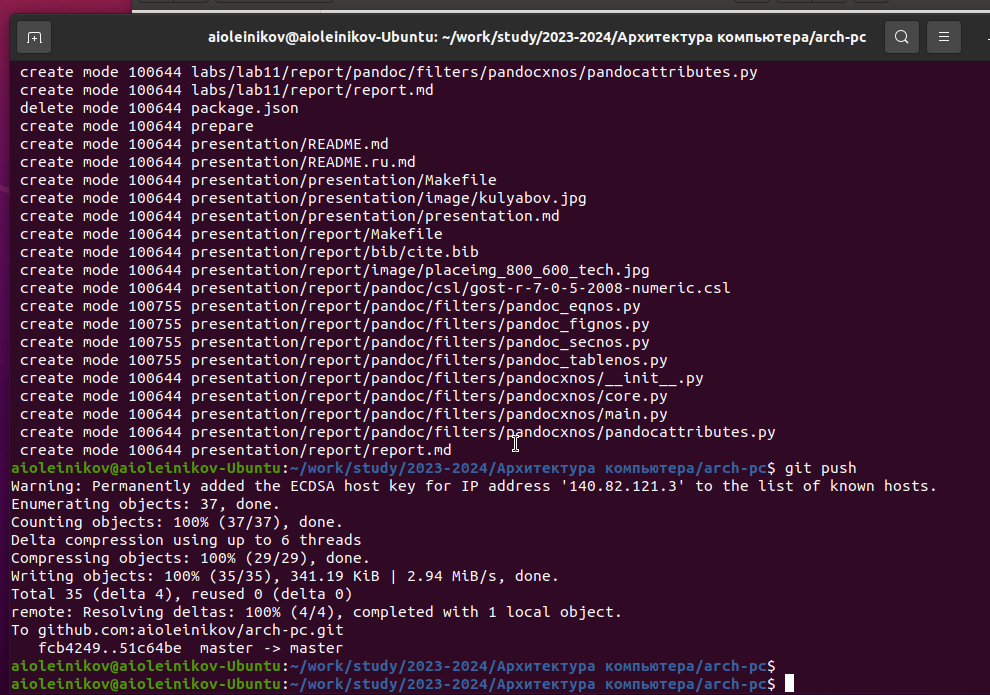 aioleinikov@aioleinikov-Ubuntu: ~/work/study/2023-2024/Архитектура компьютера/arch-pc
create mode 100644 labs/lab11/report/pandoc/filters/pandocxnos/pandocattributes.py
create mode 100644 labs/lab11/report/report.md
delete mode 100644 package.json
create mode 100644 prepare
create mode 100644 presentation/README.md
create mode 100644 presentation/README.ru.md
create mode 100644 presentation/presentation/Makefile
create mode 100644 presentation/presentation/image/kulyabov.jpg
create mode 100644 presentation/presentation/presentation.md
create mode 100644 presentation/report/Makefile
create mode 100644 presentation/report/bib/cite.bib
create mode 100644 presentation/report/image/placeimg_800_600_tech.jpg
create mode 100644 presentation/report/pandoc/csl/gost-r-7-0-5-2008-numeric.csl
create mode 100755 presentation/report/pandoc/filters/pandoc_eqnos.py
create mode 100755 presentation/report/pandoc/filters/pandoc_fignos.py
create mode 100755 presentation/report/pandoc/filters/pandoc_secnos.py
create mode 100755 presentation/report/pandoc/filters/pandoc_tablenos.py
create mode 100644 presentation/report/pandoc/filters/pandocxnos/__init__.py
create mode 100644 presentation/report/pandoc/filters/pandocxnos/core.py
create mode 100644 presentation/report/pandoc/filters/pandocxnos/main.py
create mode 100644 presentation/report/pandoc/filters/pandocxnos/pandocattributes.py
create mode 100644 presentation/report/report.md
aioleinikov@aioleinikov-Ubuntu:~/work/study/2023-2024/Архитектура компьютера/arch-pc$ git push
Warning: Permanently added the ECDSA host key for IP address '140.82.121.3' to the list of known hosts.
Enumerating objects: 37, done.
Counting objects: 100% (37/37), done.
Delta compression using up to 6 threads
Compressing objects: 100% (29/29), done.
Writing objects: 100% (35/35), 341.19 KiB | 2.94 MiB/s, done.
Total 35 (delta 4), reused 0 (delta 0)
remote: Resolving deltas: 100% (4/4), completed with 1 local object.
To github.com:aioleinikov/arch-pc.git
fcb4249..51c64be  master -> master
aioleinikov@aioleinikov-Ubuntu:~/work/study/2023-2024/Архитектура компьютера/arch-pc$
aioleinikov@aioleinikov-Ubuntu:~/work/study/2023-2024/Архитектура компьютера/arch-pc$